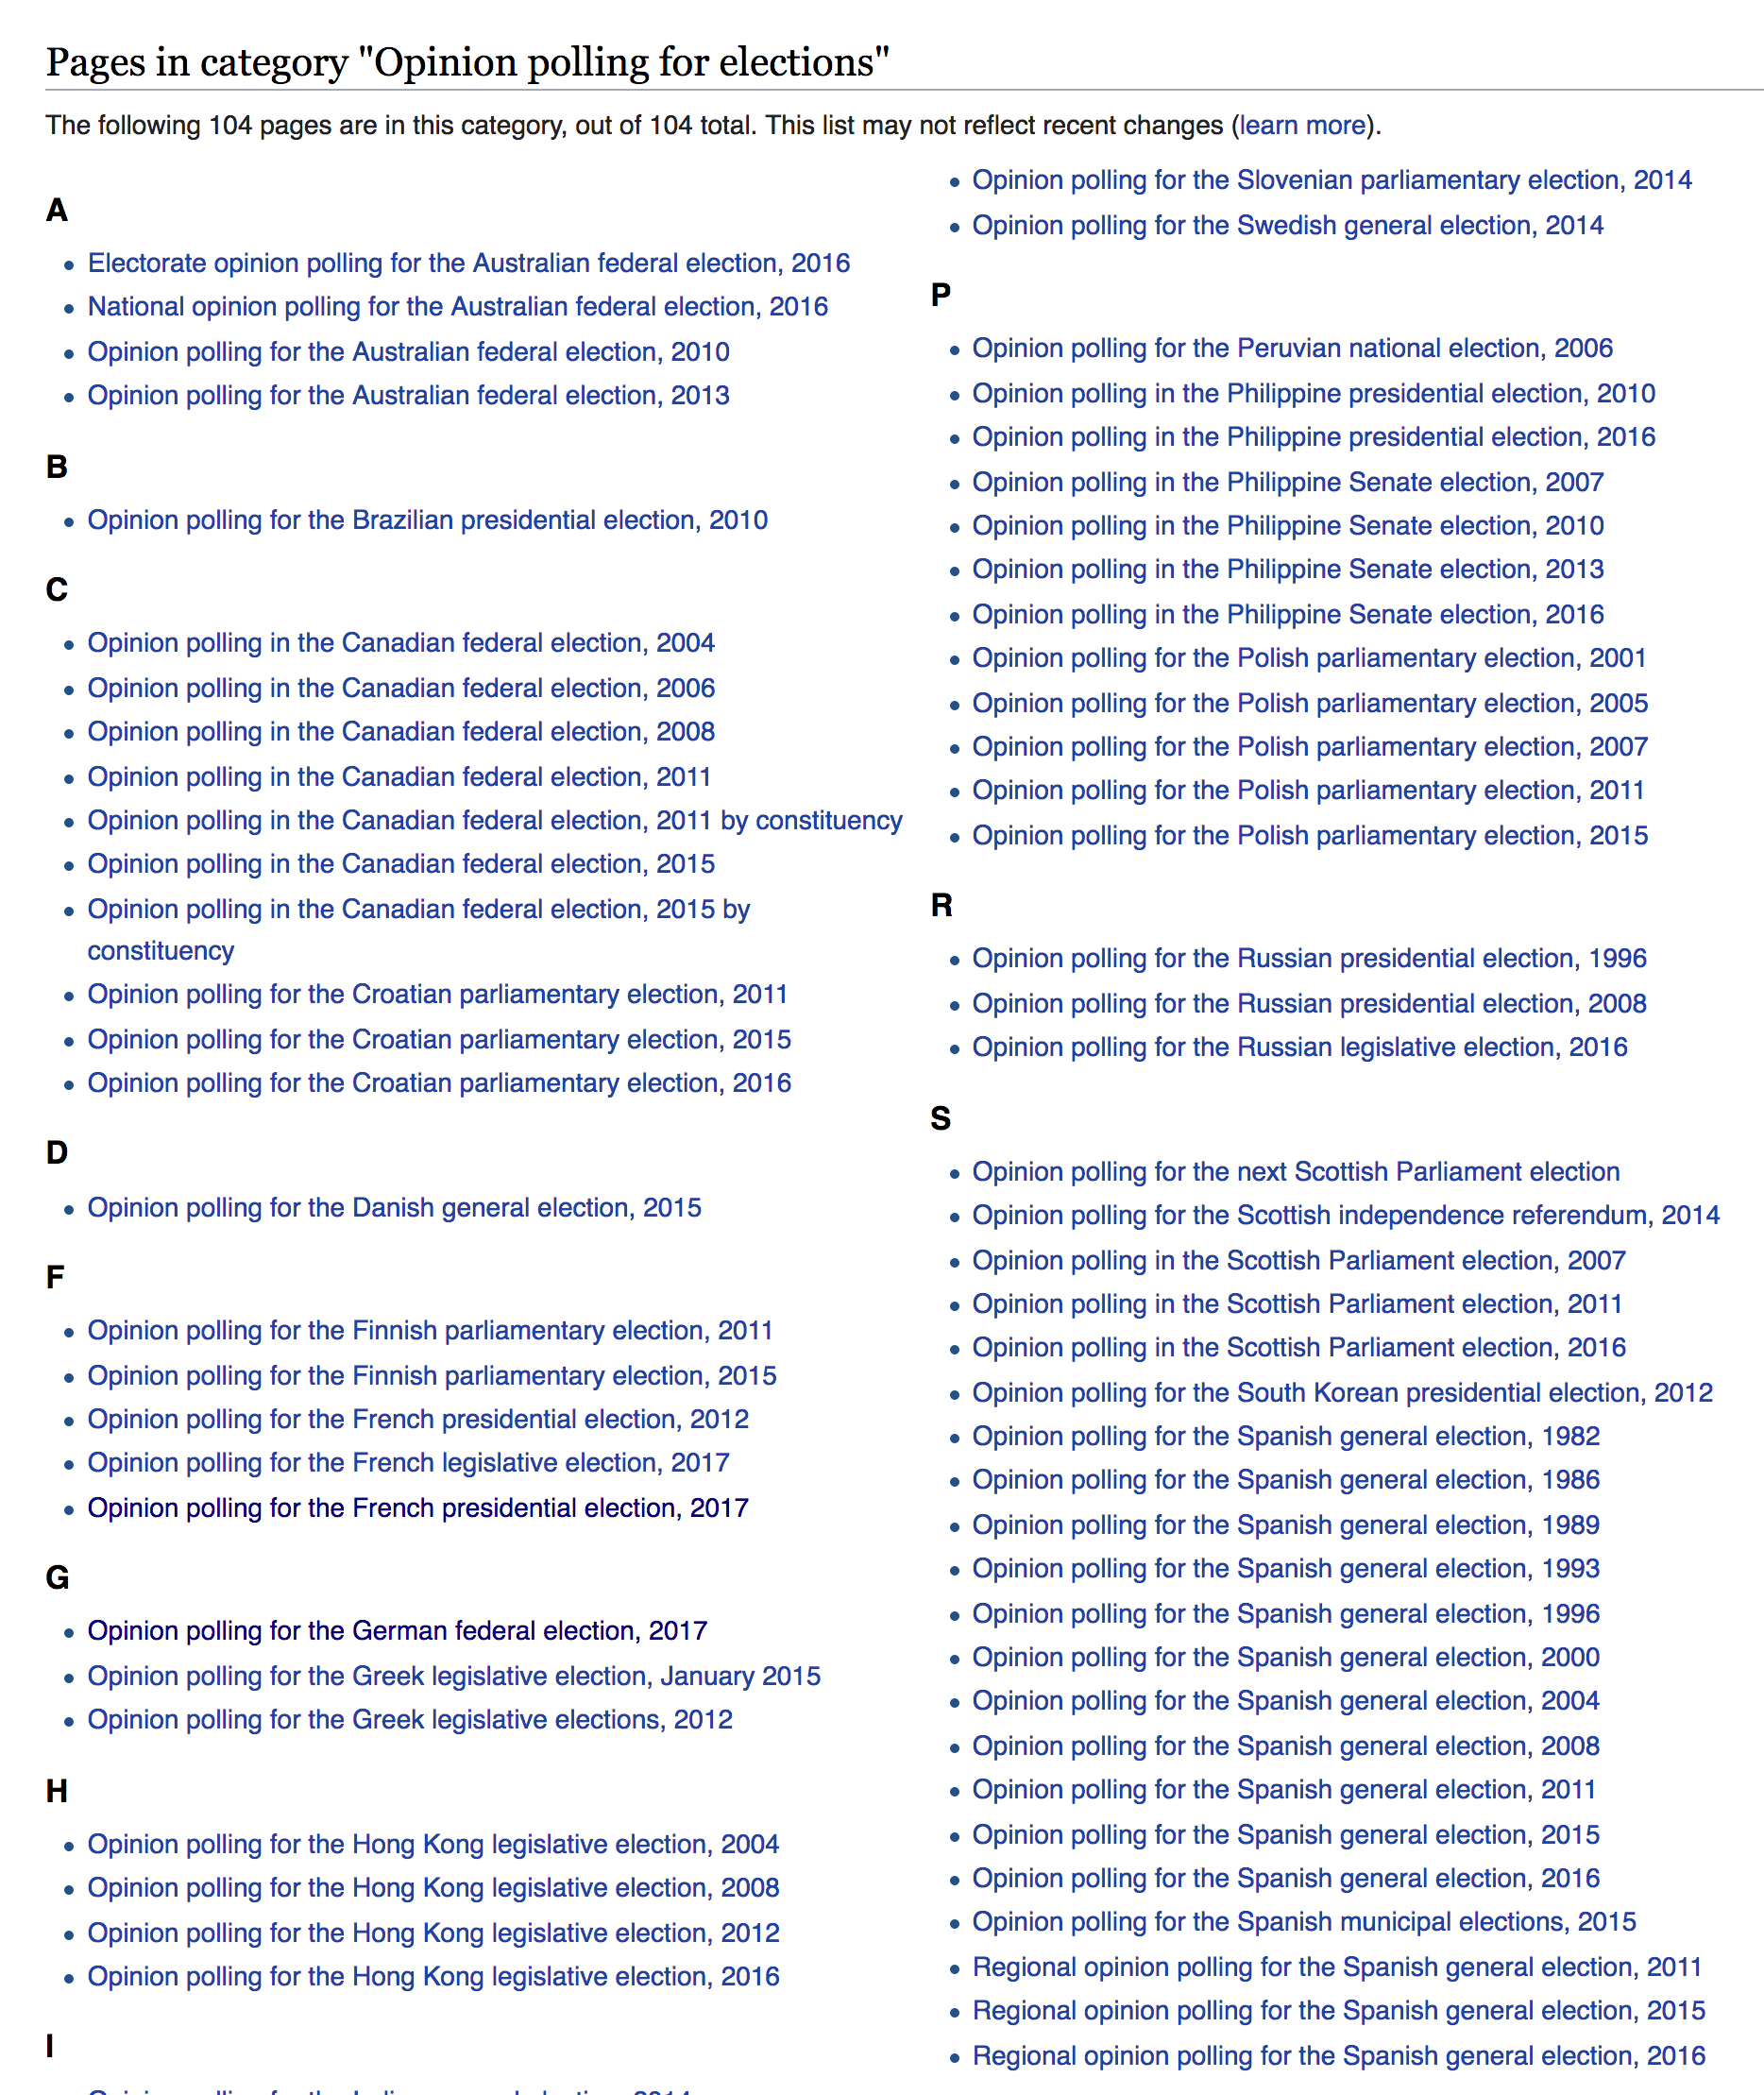 Pages in category "Opinion polling for elections"
The following 104 pages are in this category, out of 104 total. This list may not reflect recent changes (learn more).
A
Electorate opinion polling for the Australian federal election, 2016
National opinion polling for the Australian federal election, 2016
Opinion polling for the Australian federal election, 2010
Opinion polling for the Australian federal election, 2013
B
Opinion polling for the Brazilian presidential election, 2010
C
Opinion polling in the Canadian federal election, 2004
Opinion polling in the Canadian federal election, 2006
Opinion polling in the Canadian federal election, 2008
Opinion polling in the Canadian federal election, 2011
Opinion polling in the Canadian federal election, 2011 by constituency
Opinion polling in the Canadian federal election, 2015
Opinion polling in the Canadian federal election, 2015 by
constituency
Opinion polling for the Croatian parliamentary election, 2011
Opinion polling for the Croatian parliamentary election, 2015
Opinion polling for the Croatian parliamentary election, 2016
D
Opinion polling for the Danish general election, 2015
F
Opinion polling for the Finnish parliamentary election, 2011
Opinion polling for the Finnish parliamentary election, 2015
Opinion polling for the French presidential election, 2012
Opinion polling for the French legislative election, 2017
Opinion polling for the French presidential election, 2017
G
Opinion polling for the German federal election, 2017
Opinion polling for the Greek legislative election, January 2015
Opinion polling for the Greek legislative elections, 2012
H
Opinion polling for the Hong Kong legislative election, 2004
Opinion polling for the Hong Kong legislative election, 2008
Opinion polling for the Hong Kong legislative election, 2012
Opinion polling for the Hong Kong legislative election, 2016
I
Opinion polling for the Slovenian parliamentary election, 2014
Opinion polling for the Swedish general election, 2014
P
Opinion polling for the Peruvian national election, 2006
Opinion polling in the Philippine presidential election, 2010
Opinion polling in the Philippine presidential election, 2016
Opinion polling in the Philippine Senate election, 2007
Opinion polling in the Philippine Senate election, 2010
Opinion polling in the Philippine Senate election, 2013
Opinion polling in the Philippine Senate election, 2016
Opinion polling for the Polish parliamentary election, 2001
Opinion polling for the Polish parliamentary election, 2005
Opinion polling for the Polish parliamentary election, 2007
Opinion polling for the Polish parliamentary election, 2011
Opinion polling for the Polish parliamentary election, 2015
R
Opinion polling for the Russian presidential election, 1996
Opinion polling for the Russian presidential election, 2008
Opinion polling for the Russian legislative election, 2016
S
Opinion polling for the next Scottish Parliament election
Opinion polling for the Scottish independence referendum, 2014
Opinion polling in the Scottish Parliament election, 2007
Opinion polling in the Scottish Parliament election, 2011
Opinion polling in the Scottish Parliament election, 2016
Opinion polling for the South Korean presidential election, 2012
Opinion polling for the Spanish general election, 1982
Opinion polling for the Spanish general election, 1986
Opinion polling for the Spanish general election, 1989
Opinion polling for the Spanish general election, 1993
Opinion polling for the Spanish general election, 1996
Opinion polling for the Spanish general election, 2000
Opinion polling for the Spanish general election, 2004
Opinion polling for the Spanish general election, 2008
Opinion polling for the Spanish general election, 2011
Opinion polling for the Spanish general election, 2015
Opinion polling for the Spanish general election, 2016
Opinion polling for the Spanish municipal elections, 2015
Regional opinion polling for the Spanish general election, 2011
Regional opinion polling for the Spanish general election, 2015
Regional opinion polling for the Spanish general election, 2016